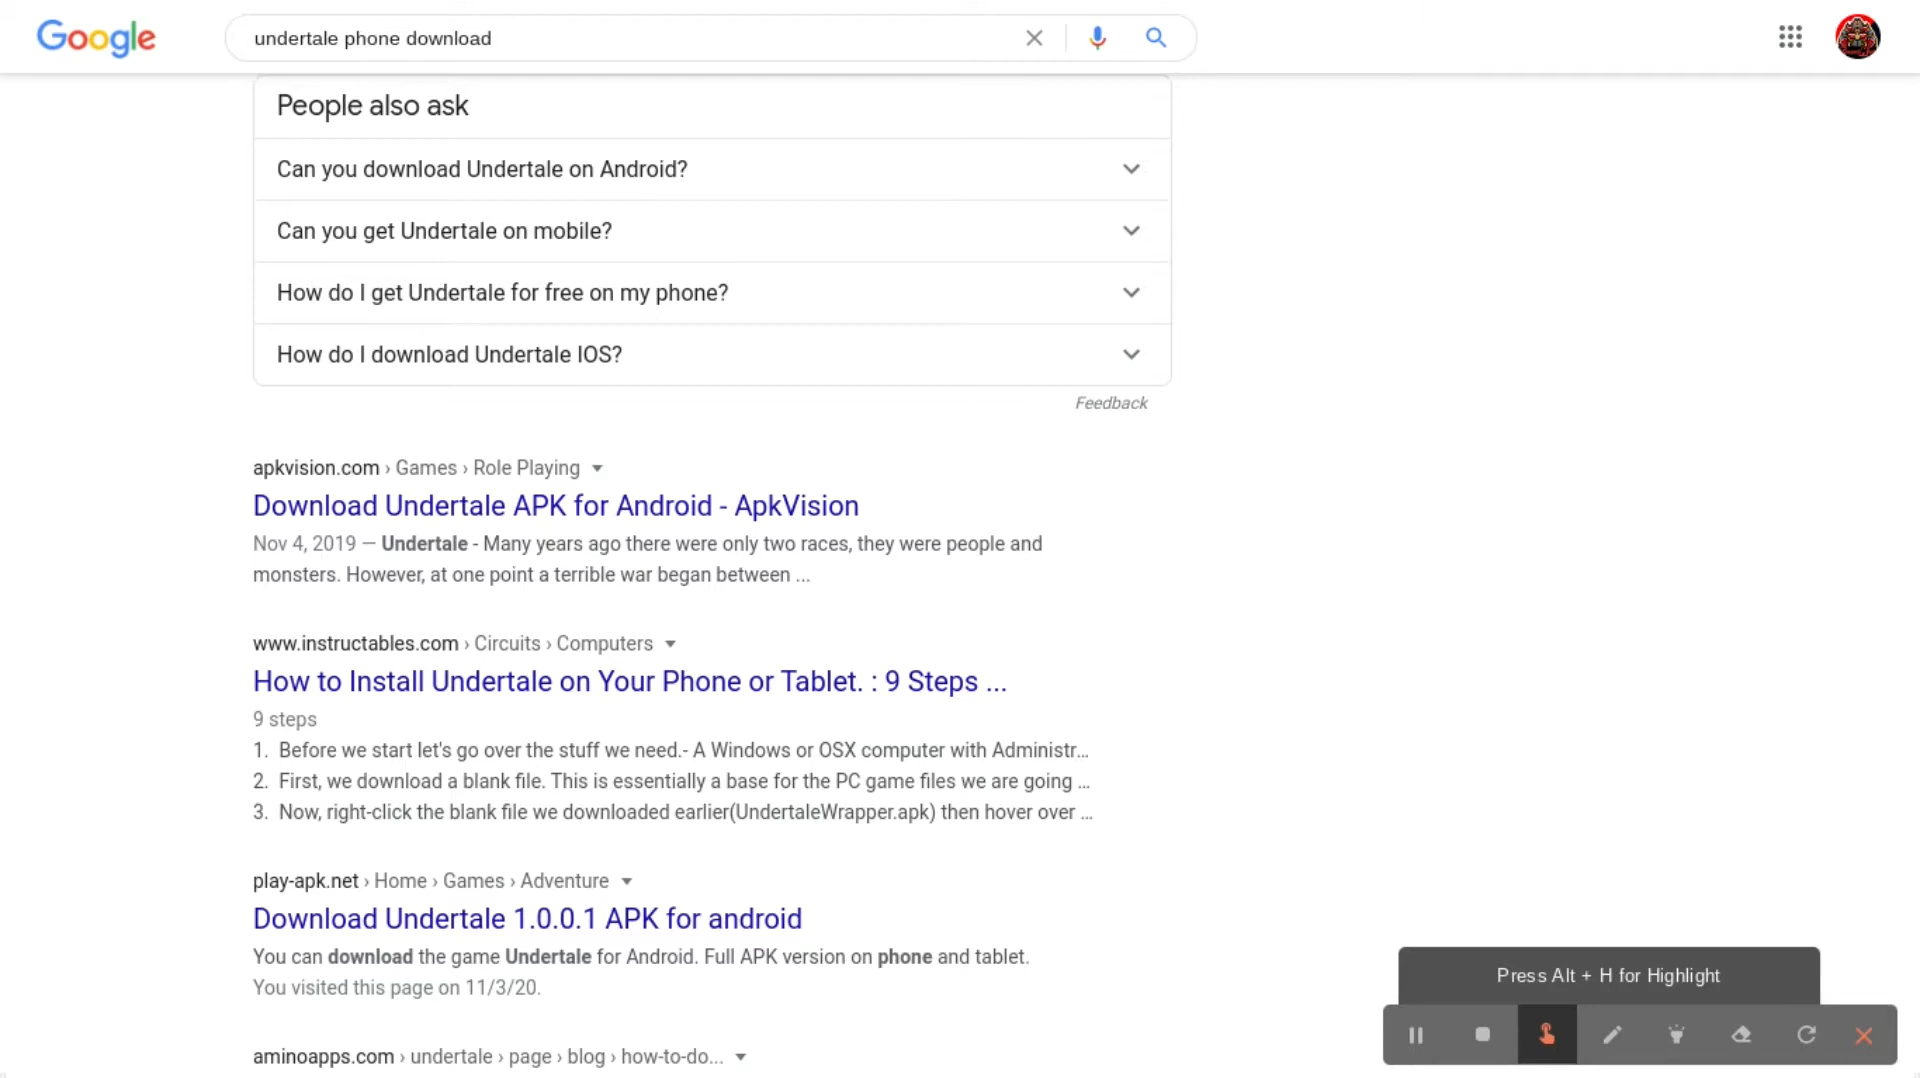 Google
undertale phone download
People also ask
Can you download Undertale on Android?
Can you get Undertale on mobile?
How do I get Undertale for free on my phone?
How do I download Undertale IOS?
Feedback
apkvision.com › Games › Role Playing
Download Undertale APK for Android - ApkVision
Nov 4, 2019 — Undertale - Many years ago there were only two races, they were people and
monsters. However, at one point a terrible war began between ...
www.instructables.com › Circuits › Computers
How to Install Undertale on Your Phone or Tablet. : 9 Steps ...
9 steps
1. Before we start let's go over the stuff we need.- A Windows or OSX computer with Administr...
2. First, we download a blank file. This is essentially a base for the PC game files we are going ...
3. Now, right-click the blank file we downloaded earlier(UndertaleWrapper.apk) then hover over ...
play-apk.net › Home › Games › Adventure
Download Undertale 1.0.0.1 APK for android
You can download the game Undertale for Android. Full APK version on phone and tablet.
You visited this page on 11/3/20.
Press Alt + H for Highlight
aminoapps.com › undertale › page › blog › how-to-do...